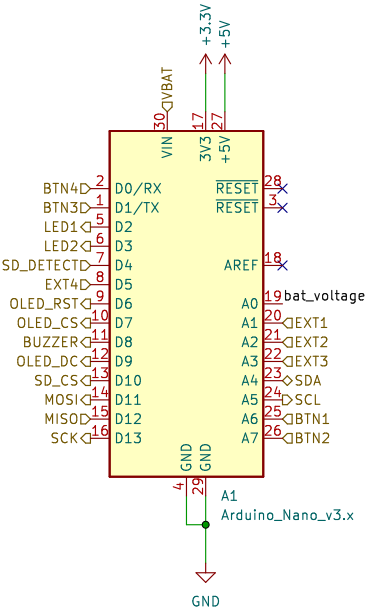 +3.3V
+5V
VBAT
30
17
27
VIN
3V3
+5V
BTN4 2 D0/RX RESET 28
BTN3 1 D1/TX RESET 3
LED1 5 D2
LED2 6 D3
SD_DETECT 7 D4 AREF 18
EXT4 8 D5
OLED_RST 9 D6 A0 19 bat_voltage
OLED_CS 10 D7 A1 20 EXT1
BUZZER 11 D8 A2 21 EXT2
OLED_DC 12 D9 A3 22 EXT3
SD_CS 13 D10 A4 23 SDA
MOSI 14 D11 A5 24 SCL
MISO 15 D12 A6 25 BTN1
SCK 16 D13 A7 26 BTN2
GND
GND
4
29
A1
Arduino_Nano_v3.x
GND